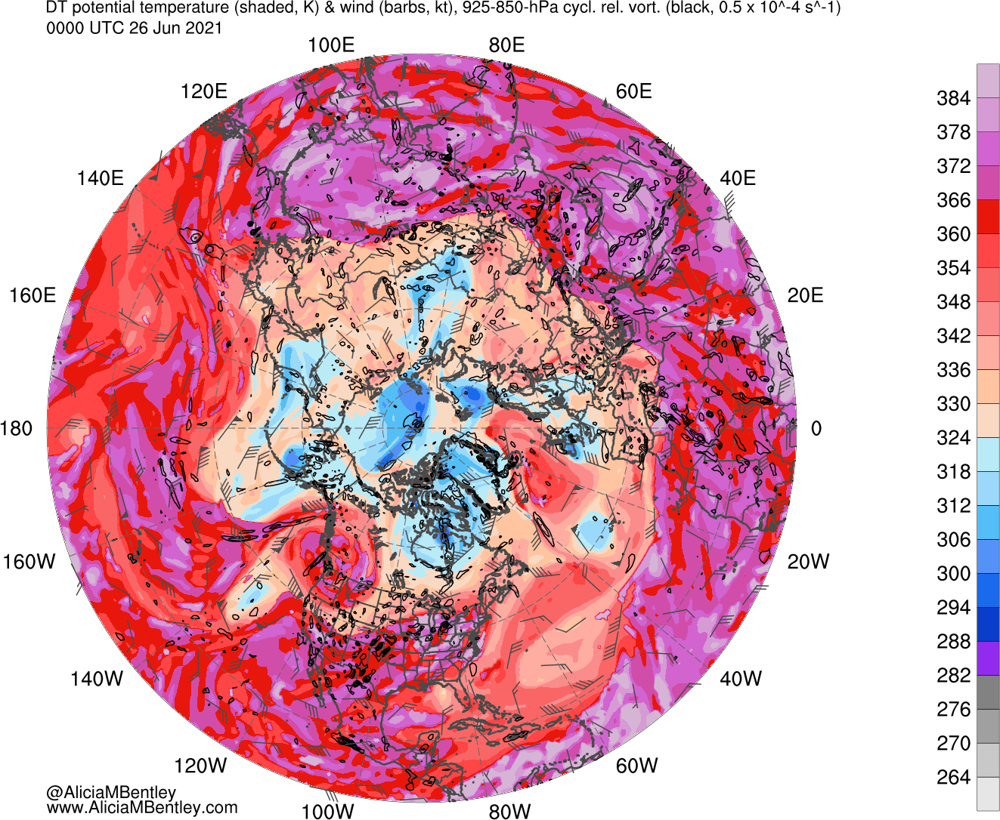 DT potential temperature (shaded, K) & wind (barbs, kt), 925-850-hPa cycl. rel. vort. (black, 0.5 x 10^-4 s^-1)
0000 UTC 26 Jun 2021
100E
80E
120E
60E
140E
40E
160E
20E
180
0
160W
20W
140W
40W
120W
60W
100W
80W
384
378
372
366
360
354
348
342
336
330
324
318
312
306
300
294
288
282
276
270
264
@AliciaMBentley
www.AliciaMBentley.com